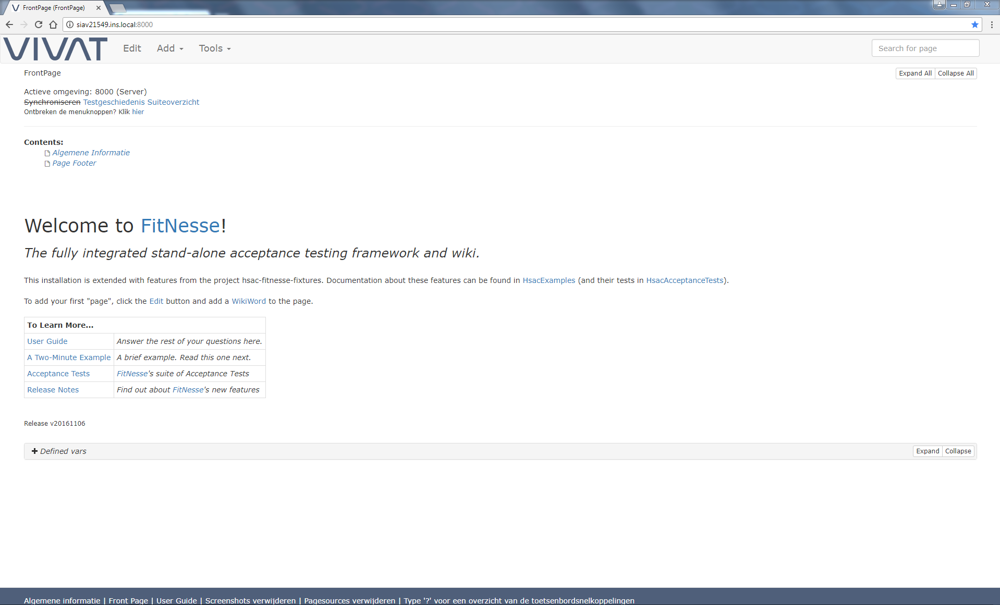 FrontPage (FrontPage)
siav21549.ins.local:8000
VIVAT
Edit
Add
Tools
Search for page
FrontPage
Expand All
Collapse All
Actieve omgeving: 8000 (Server)
Synchroniseren Testgeschiedenis Suiteoverzicht
Ontbreken de menuknoppen? Klik hier
Contents:
Algemene Informatie
Page Footer
Welcome to FitNesse!
The fully integrated stand-alone acceptance testing framework and wiki.
This installation is extended with features from the project hsac-fitnesse-fixtures. Documentation about these features can be found in HsacExamples (and their tests in HsacAcceptanceTests).
To add your first "page", click the Edit button and add a WikiWord to the page.
To Learn More...
User Guide Answer the rest of your questions here.
A Two-Minute Example A brief example. Read this one next.
Acceptance Tests FitNesse's suite of Acceptance Tests
Release Notes Find out about FitNesse's new features
Release v20161106
Defined vars
Expand
Collapse
Algemene informatie | Front Page | User Guide | Screenshots verwijderen | Pagesources verwijderen | Type '?' voor een overzicht van de toetsenbordsnelkoppelingen